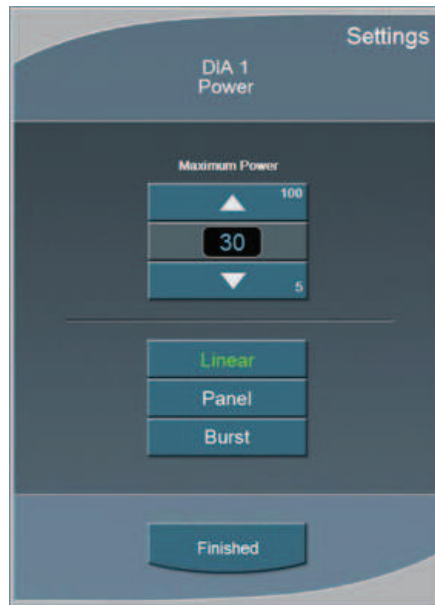 Settings
DIA 1
Power
Maximum Power
100
30
5
Linear
Panel
Burst
Finished